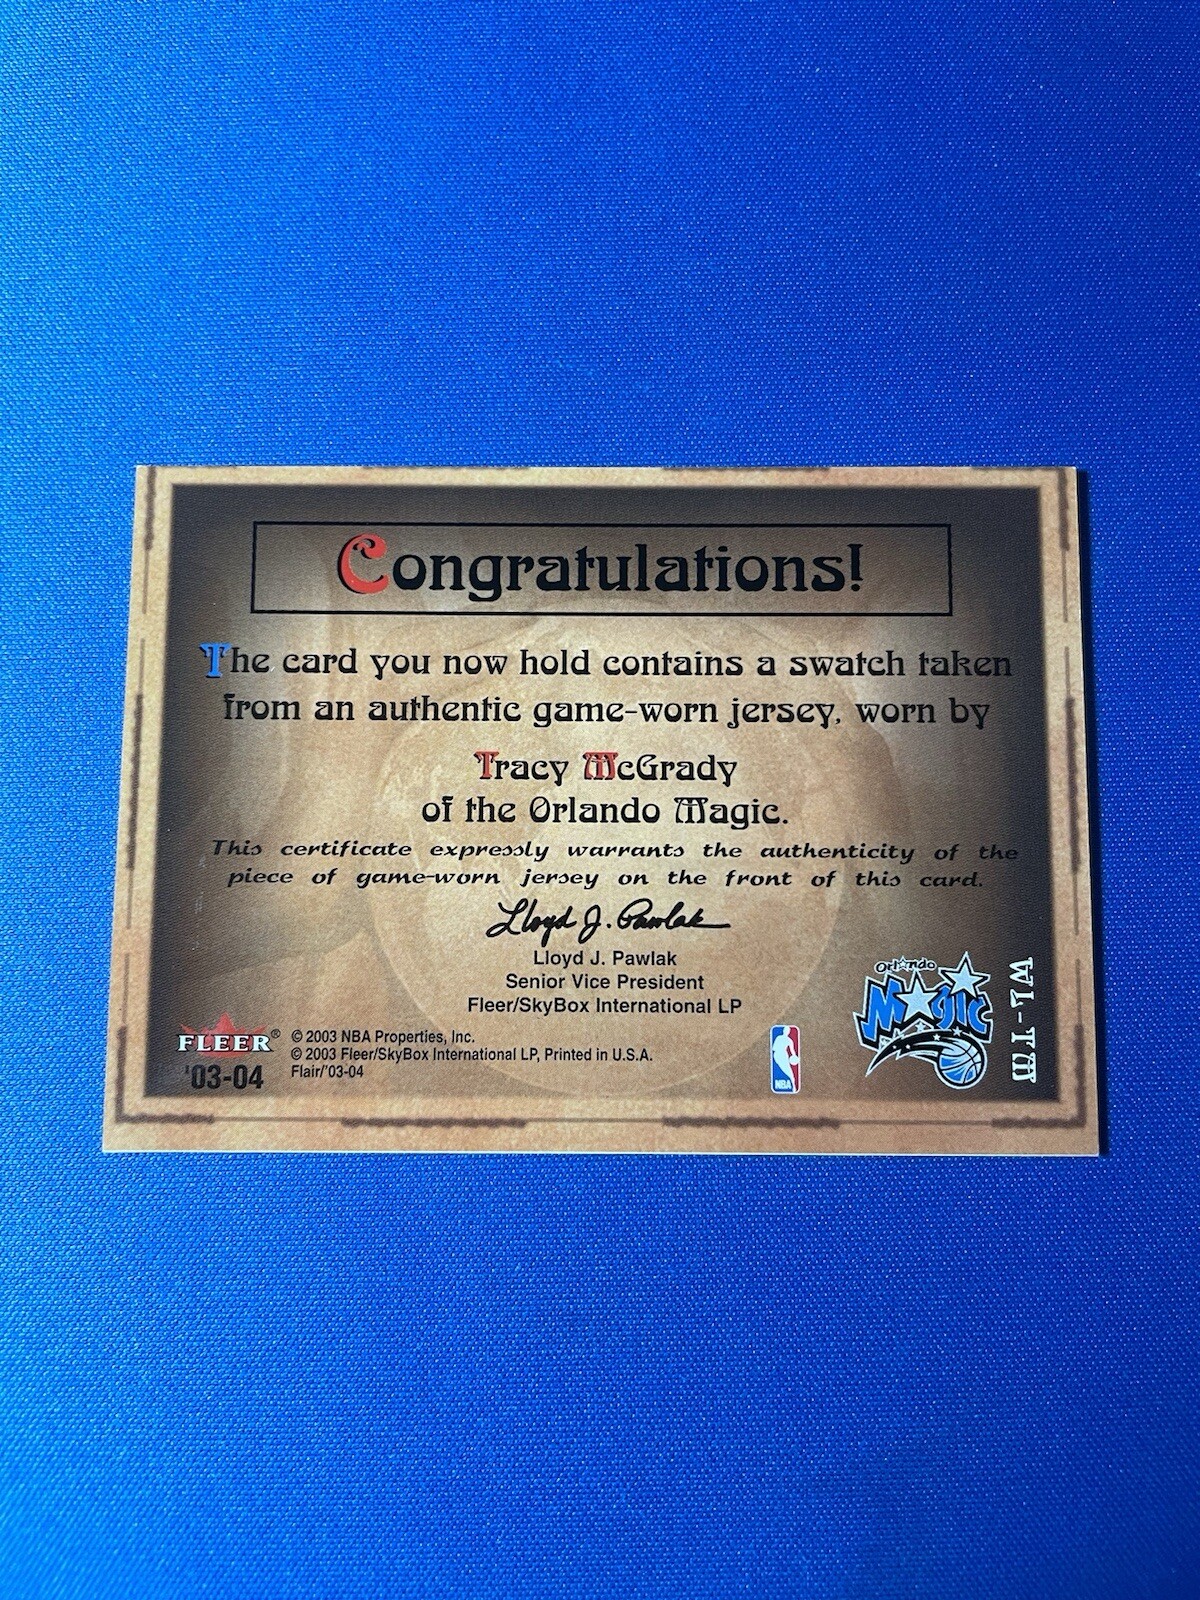 Congratulations!
The card you now hold contains a swatch taken
from an authentic game-worn jersey, worn by
Tracy McGrady
of the Orlando Magic.
This certificate expressly warrants the authenticity of the
piece of game-worn jersey on the front of this card.
Lloyd J. Pawlak
Lloyd J. Pawlak
Senior Vice President
Fleer/SkyBox International LP
FLEER®
'03-04
© 2003 NBA Properties, Inc.
© 2003 Fleer/SkyBox International LP, Printed in U.S.A.
Flair/'03-04
NBA
Orlando
Magic
WL-TM